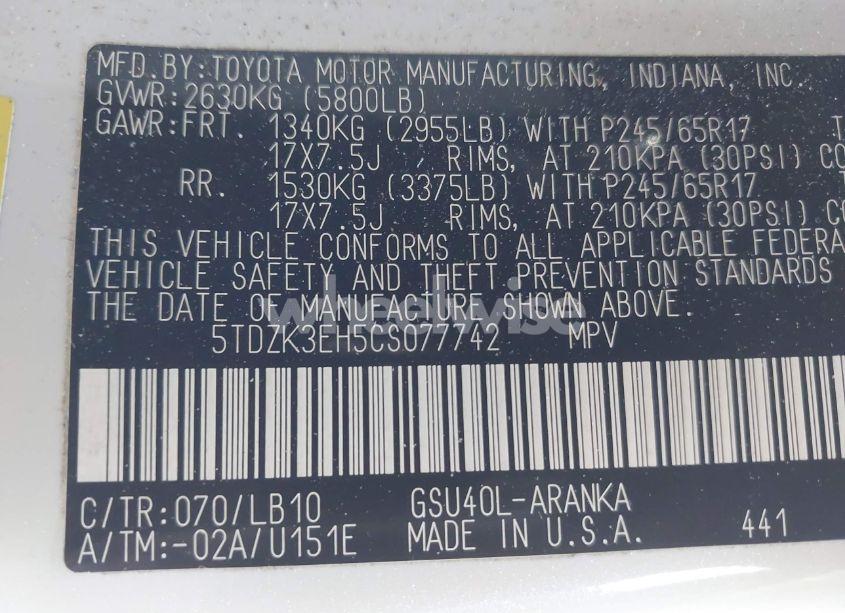 MFD.BY:TOYOTA MOTOR MANUFACTURING, INDIANA, INC.
GVWR:2630KG (5800LB)
GAWR:FRT. 1340KG (2955LB) WITH P245/65R17
17X7.5J RIMS, AT 210KPA (30PSI) CO
RR. 1530KG (3375LB) WITH P245/65R17
17X7.5J RIMS, AT 210KPA (30PSI) CO
THIS VEHICLE CONFORMS TO ALL APPLICABLE FEDERA
VEHICLE SAFETY AND THEFT PREVENTION STANDARDS
THE DATE OF MANUFACTURE SHOWN ABOVE.
wheelwise
5TDZK3EH5CS077742 MPV
C/TR:070/LB10 GSU40L-ARANKA
A/TM:-02A/U151E MADE IN U.S.A. 441